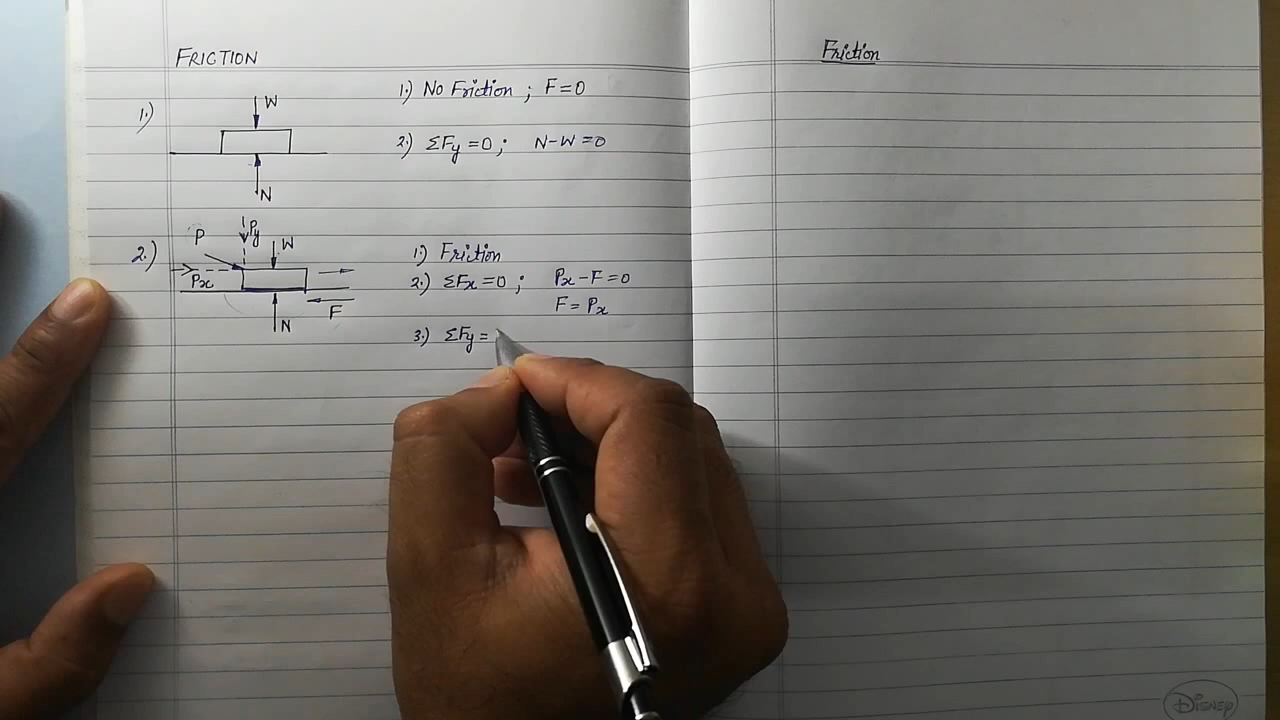 FRICTION
1.)
W
N
1.) No Friction ; F = 0
2.) ΣFy = 0 ; N-W = 0
2.)
P
Py
W
Px
F
N
1.) Friction
2.) ΣFx = 0 ; Px - F = 0
F = Px
3.) ΣFy =
Friction
DISNEY